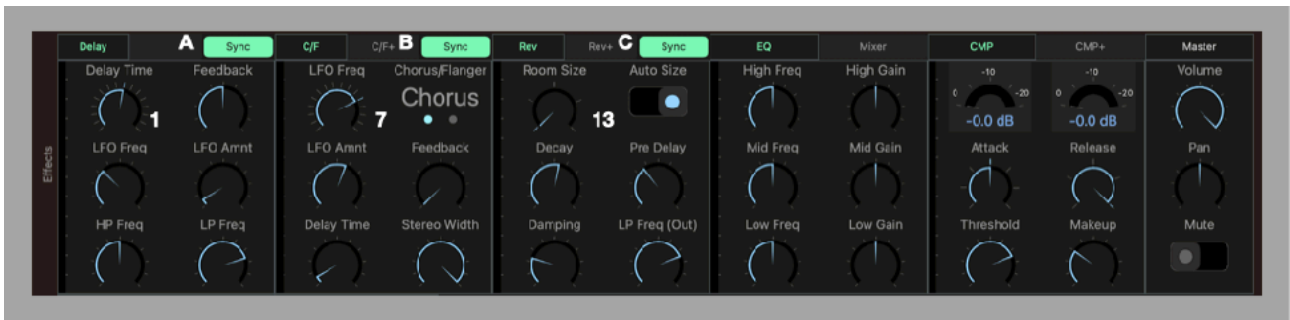 Delay A Sync C/F C/F+ B Sync Rev Rev+ C Sync EQ Mixer CMP CMP+ Master
Delay Time Feedback LFO Freq Chorus/Flanger Room Size Auto Size High Freq High Gain -10 -10 Volume
Chorus 0 -20 0 -20
1 7 13 -0.0 dB -0.0 dB
LFO Freq LFO Amnt LFO Amnt Feedback Decay Pre Delay Mid Freq Mid Gain Attack Release Pan
Effects
HP Freq LP Freq Delay Time Stereo Width Damping LP Freq (Out) Low Freq Low Gain Threshold Makeup Mute